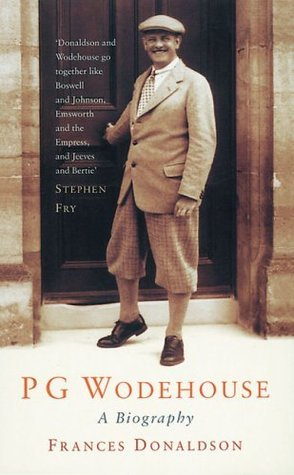 'Donaldson and
Wodehouse go
together like
Boswell
and Johnson,
Emsworth
and the
Empress,
and Jeeves
and Bertie'
STEPHEN
FRY
PG WODEHOUSE
A Biography
FRANCES DONALDSON